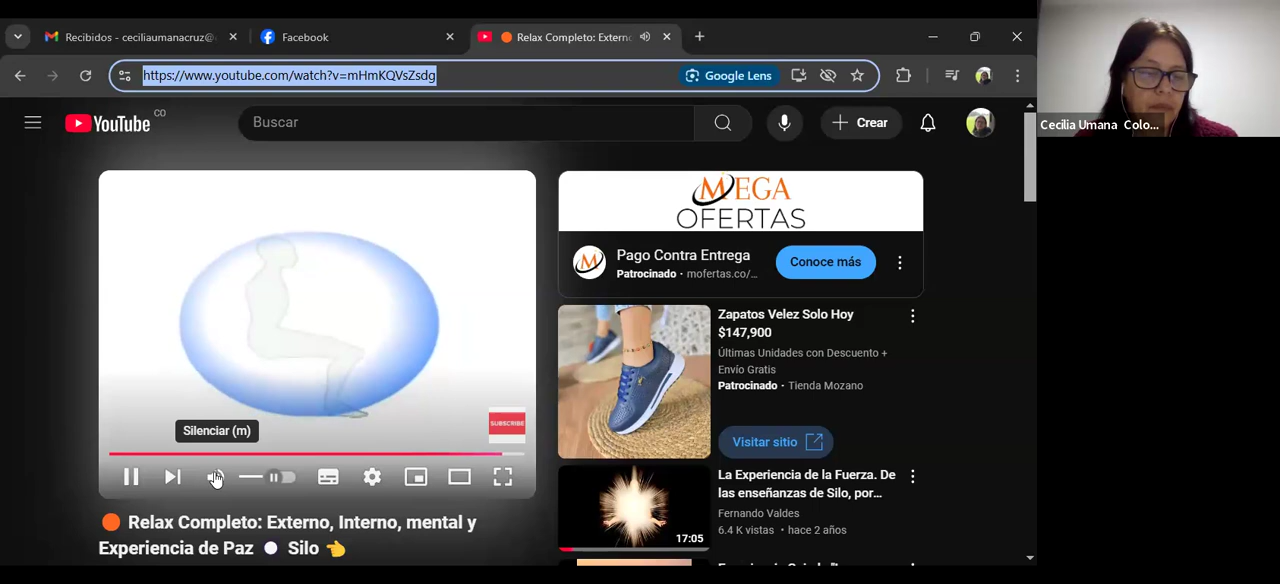 Recibidos - ceciliaumanacruz@
Facebook
Relax Completo: Extern
https://www.youtube.com/watch?v=mHmKQVsZsdg
Google Lens
YouTube CO
Buscar
Crear
Cecilia Umana Colo...
MEGA
OFERTAS
Pago Contra Entrega
Patrocinado · mofertas.co/...
Conoce más
Zapatos Velez Solo Hoy
$147,900
Últimas Unidades con Descuento +
Envío Gratis
Patrocinado · Tienda Mozano
Visitar sitio
SUBSCRIBE
Silenciar (m)
Relax Completo: Externo, Interno, mental y
Experiencia de Paz Silo
La Experiencia de la Fuerza. De
las enseñanzas de Silo, por...
Fernando Valdes
6.4 K vistas · hace 2 años
17:05